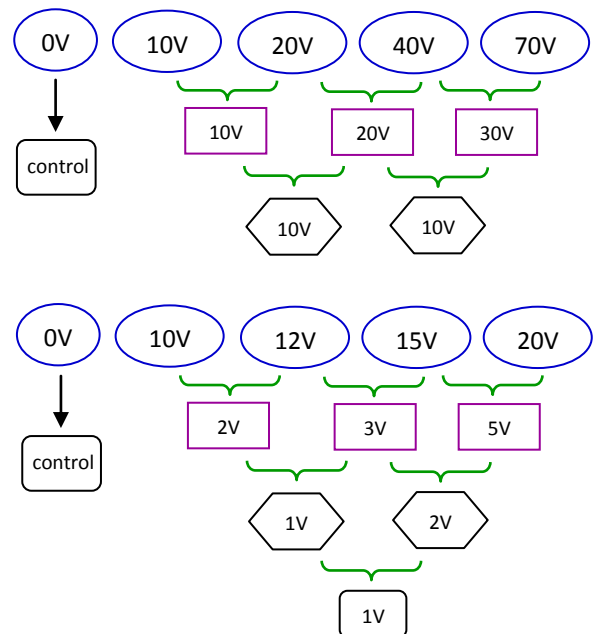 0V 10V 20V 40V 70V
10V 20V 30V
control
10V 10V
0V 10V 12V 15V 20V
2V 3V 5V
control
1V 2V
1V